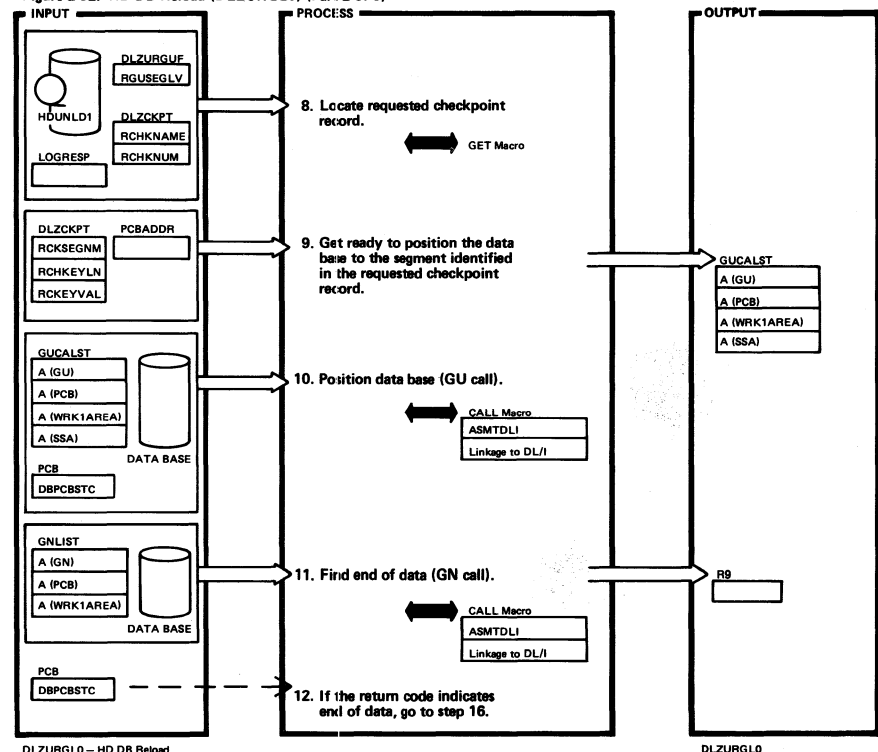 INPUT
PROCESS
OUTPUT
DLZURGUF
RGUSEGLV
HDUNLD1
DLZCKPT
RCHKNAME
RCHKNUM
LOGRESP
8. Locate requested checkpoint
record.
GET Macro
DLZCKPT
PCBADDR
RCKSEGNM
RCHKEYLN
RCKEYVAL
9. Get ready to position the data
base to the segment identified
in the requested checkpoint
record.
GUCALST
A (GU)
A (PCB)
A (WRK1AREA)
A (SSA)
GUCALST
A (GU)
A (PCB)
A (WRK1AREA)
A (SSA)
DATA BASE
PCB
DBPCBSTC
10. Position data base (GU call).
CALL Macro
ASMTDLI
Linkage to DL/I
GNLIST
A (GN)
A (PCB)
A (WRK1AREA)
DATA BASE
11. Find end of data (GN call).
CALL Macro
ASMTDLI
Linkage to DL/I
R9
PCB
DBPCBSTC
12. If the return code indicates
end of data, go to step 16.
DLZURGL0 – HD DB Reload
DLZURGL0